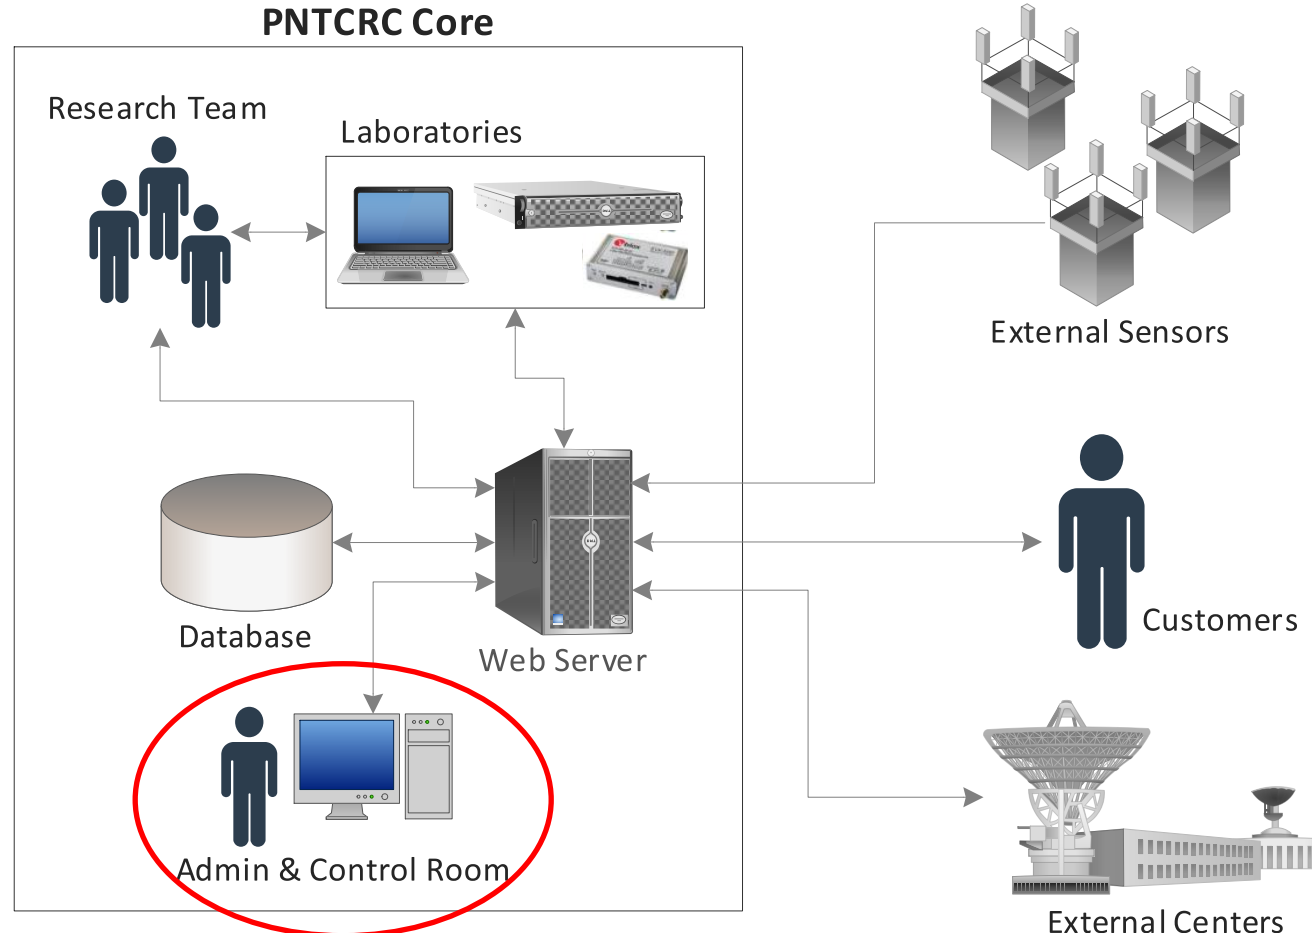 PNTCRC Core
Research Team
Laboratories
External Sensors
Database
Web Server
Customers
Admin & Control Room
External Centers